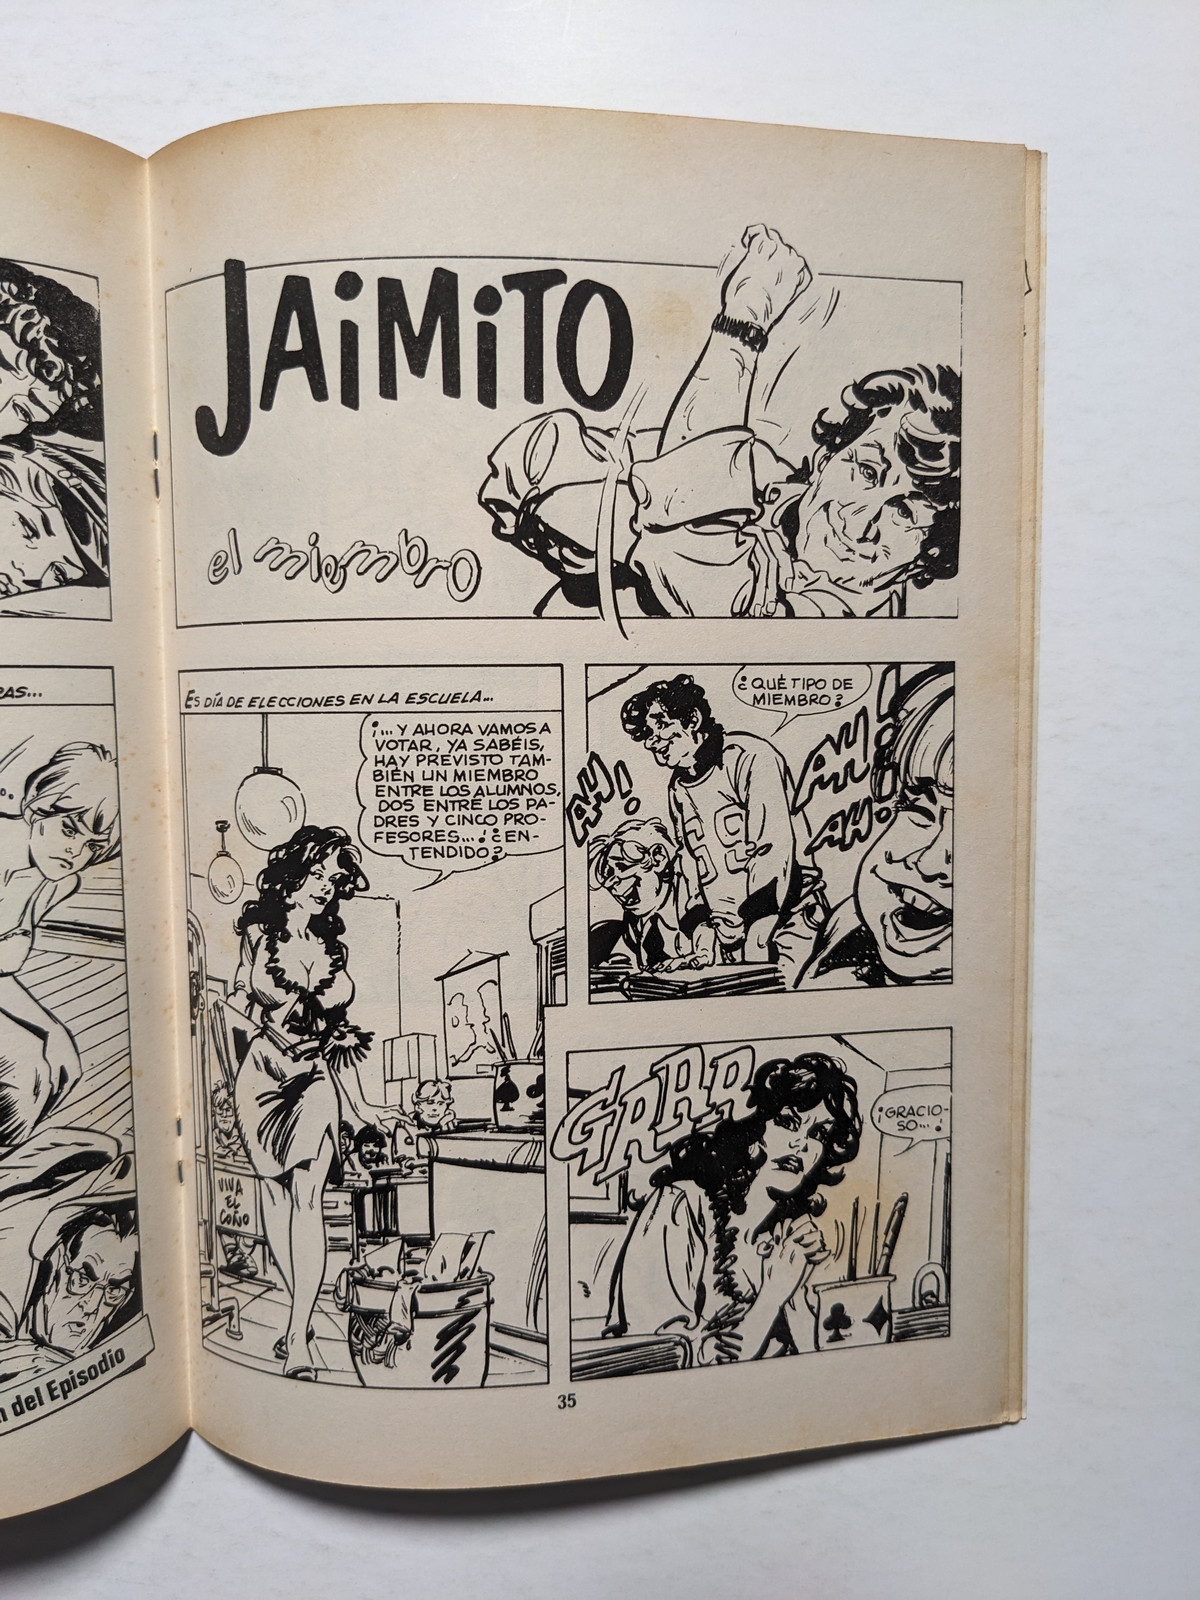 RAS...
n del Episodio
JAiMiTO
el miembro
ES DÍA DE ELECCIONES EN LA ESCUELA...
¡... Y AHORA VAMOS A
VOTAR, YA SABÉIS,
HAY PREVISTO TAM-
BIÉN UN MIEMBRO
ENTRE LOS ALUMNOS,
DOS ENTRE LOS PA-
DRES Y CINCO PRO-
FESORES...! ¿EN-
TENDIDO?
VIVA
EL
COÑO
¿QUÉ TIPO DE
MIEMBRO?
AH!
69
AH!
AH!
GRRR
¡GRACIO-
SO...!
35